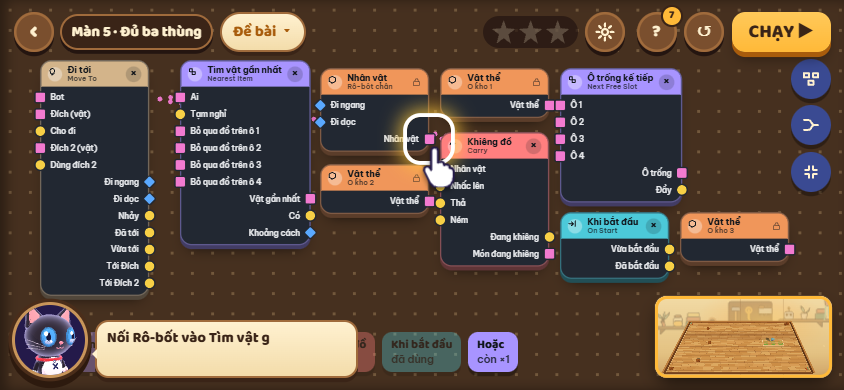 Màn 5 · Đủ ba thùng
Đề bài
?
7
CHẠY
Đi tới
Move To
Bot
Đích (vật)
Cho đi
Đích 2 (vật)
Dùng đích 2
Đi ngang
Đi dọc
Nhảy
Đã tới
Vừa tới
Tới Đích
Tới Đích 2
Tìm vật gần nhất
Nearest Item
Ai
Tạm nghỉ
Bỏ qua đồ trên ô 1
Bỏ qua đồ trên ô 2
Bỏ qua đồ trên ô 3
Bỏ qua đồ trên ô 4
Vật gần nhất
Có
Khoảng cách
Nhân vật
Rô-bốt chân
Đi ngang
Đi dọc
Nhân vật
Vật thể
Ô kho 2
Vật thể
Vật thể
Ô kho 1
Vật thể
Khiêng đồ
Carry
Nhân vật
Nhấc lên
Thả
Ném
Đang khiêng
Món đang khiêng
Ô trống kế tiếp
Next Free Slot
Ô 1
Ô 2
Ô 3
Ô 4
Ô trống
Đầy
Khi bắt đầu
On Start
Vừa bắt đầu
Đã bắt đầu
Vật thể
Ô kho 3
Vật thể
Nối Rô-bốt vào Tìm vật g
Khi bắt đầu
đã dùng
Hoặc
còn ×1